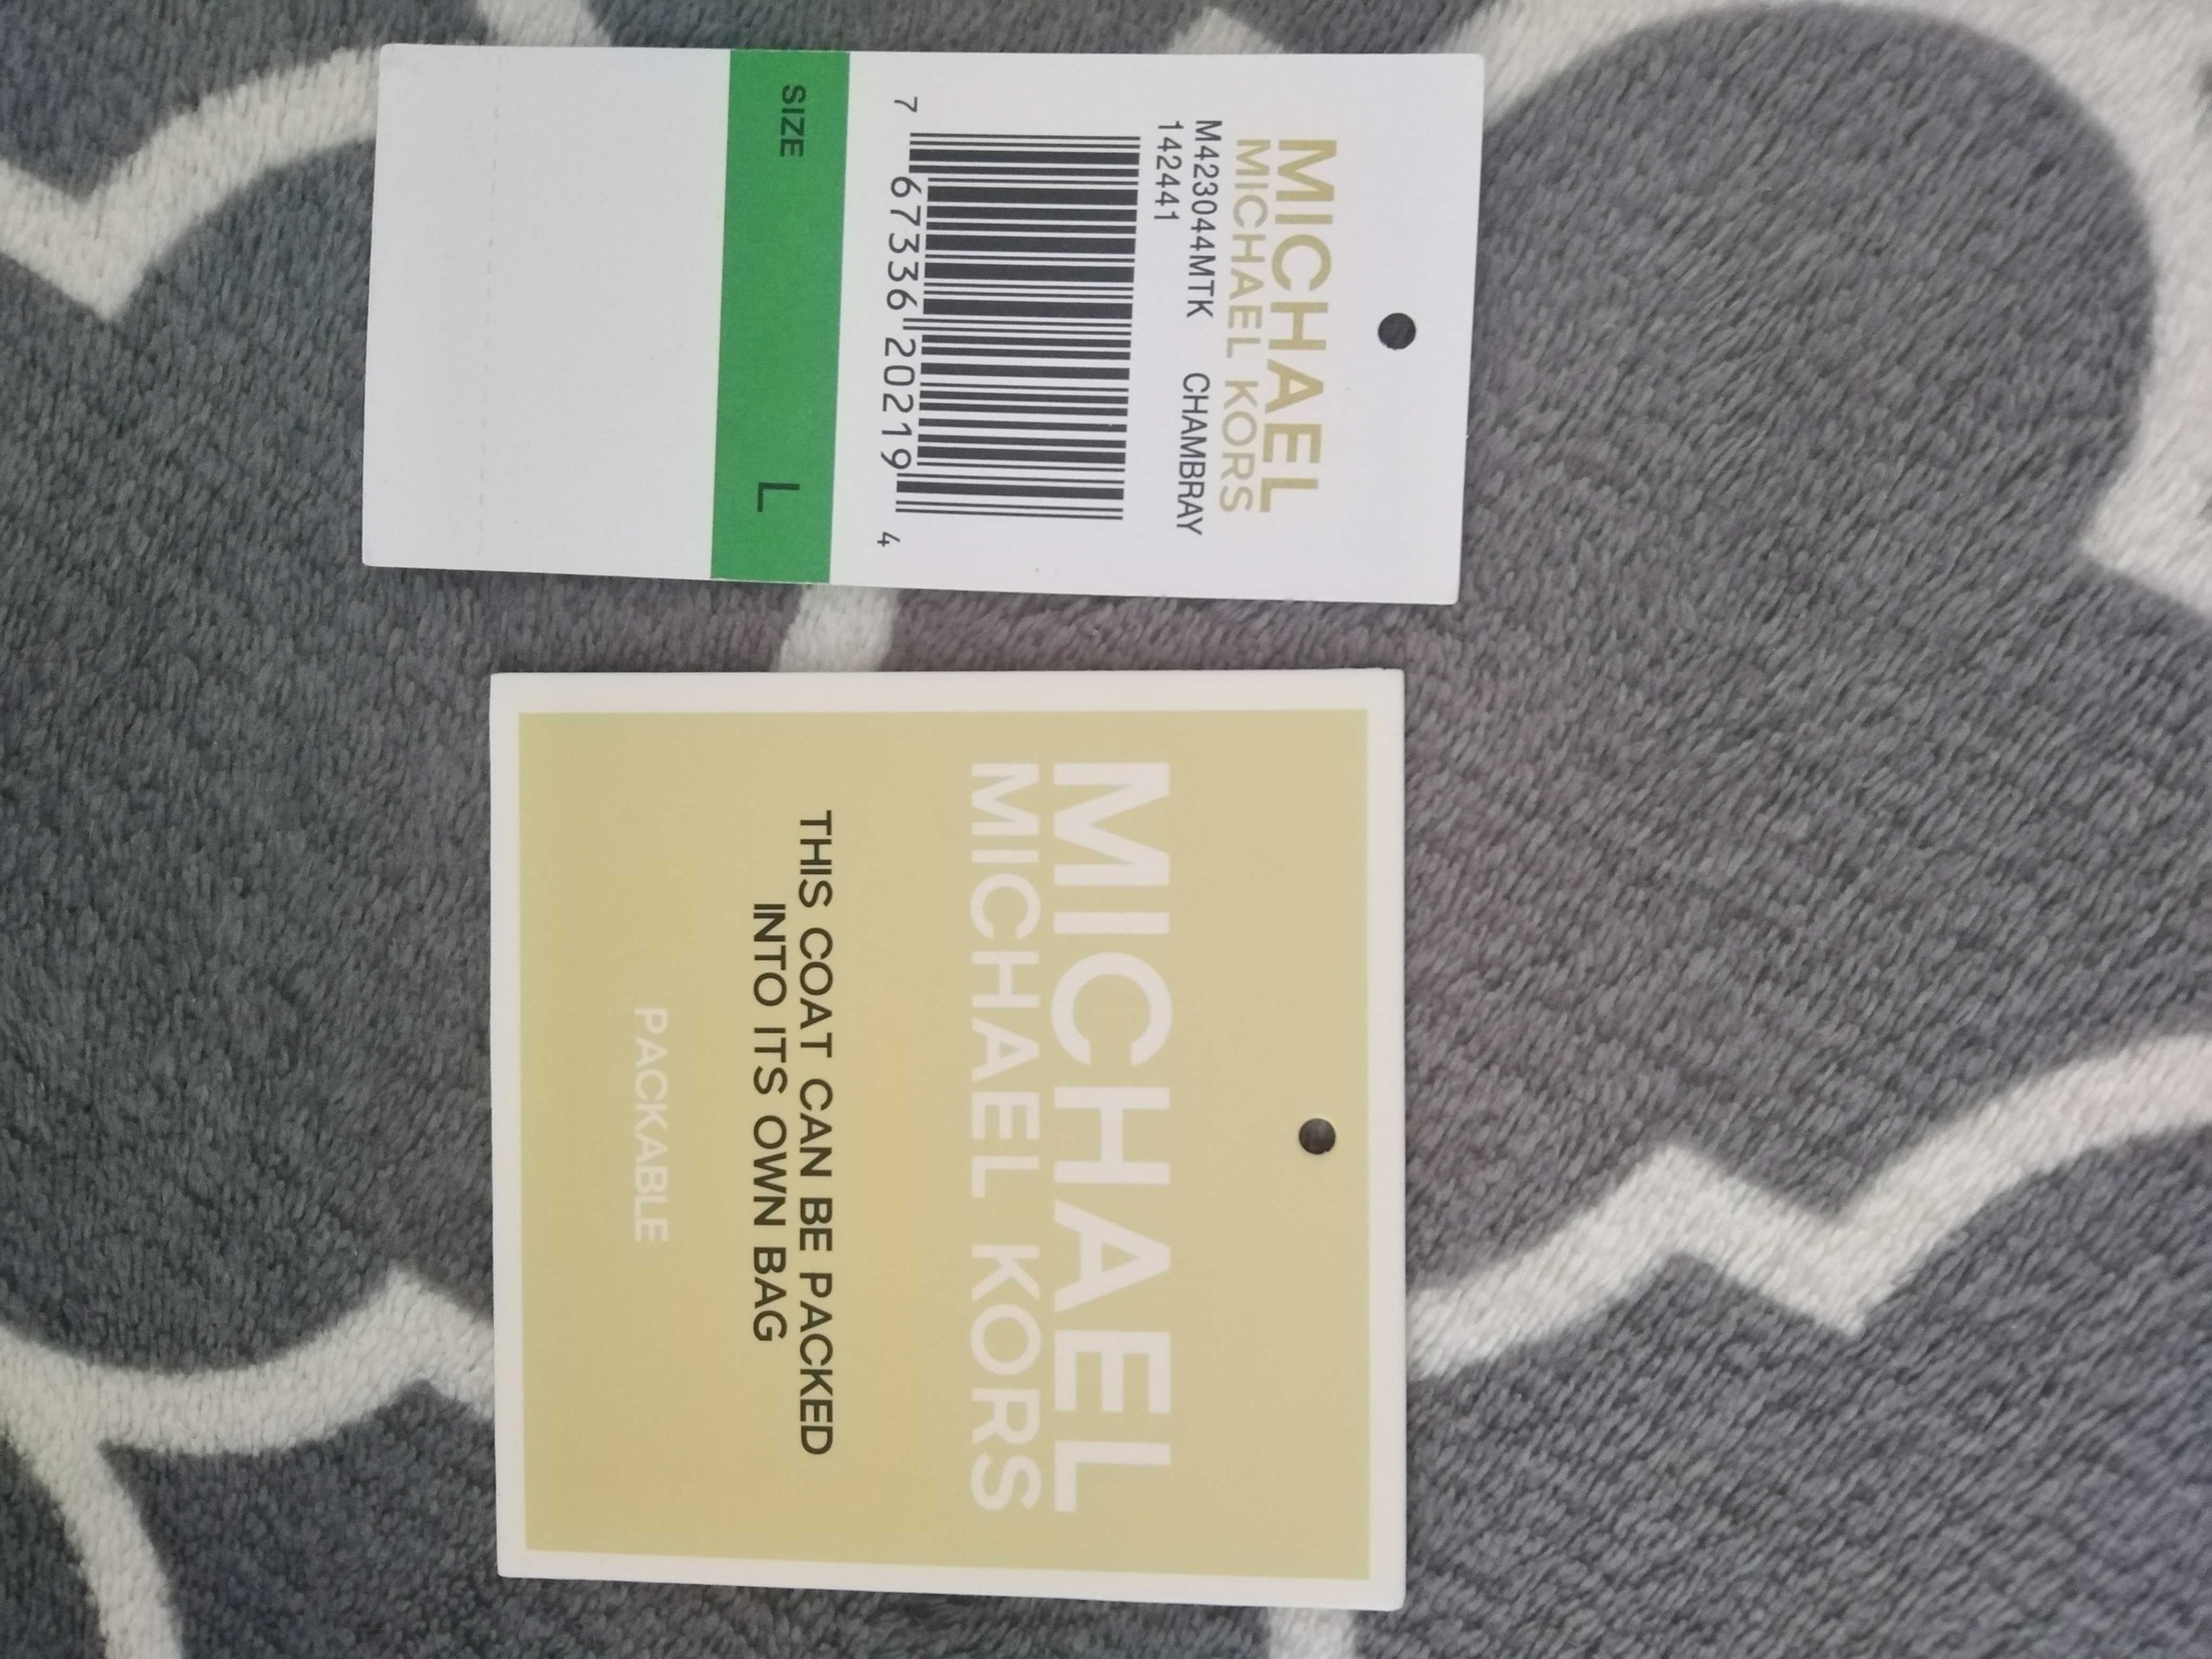 MICHAEL
MICHAEL KORS
M423044MTK CHAMBRAY
142441
7 67336 20219 4
SIZE L
MICHAEL
MICHAEL KORS
THIS COAT CAN BE PACKED
INTO ITS OWN BAG
PACKABLE